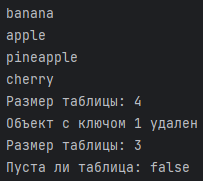 banana
apple
pineapple
cherry
Размер таблицы: 4
Объект с ключом 1 удален
Размер таблицы: 3
Пуста ли таблица: false